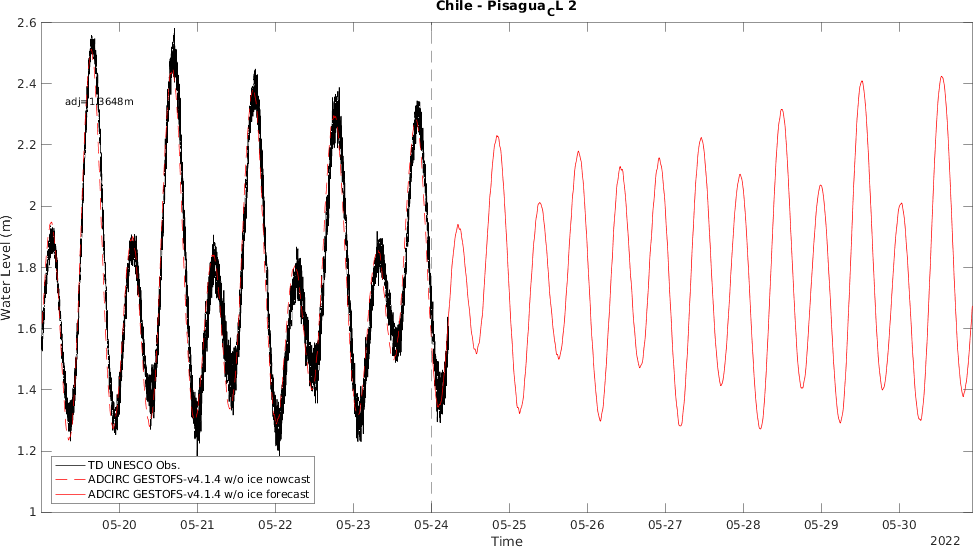 Chile - Pisagua_CL 2
2.6
2.4
adj=1.3648m
2.2
2
1.8
Water Level (m)
1.6
1.4
1.2
TD UNESCO Obs.
ADCIRC GESTOFS-v4.1.4 w/o ice nowcast
ADCIRC GESTOFS-v4.1.4 w/o ice forecast
1
05-20 05-21 05-22 05-23 05-24 05-25 05-26 05-27 05-28 05-29 05-30
Time
2022